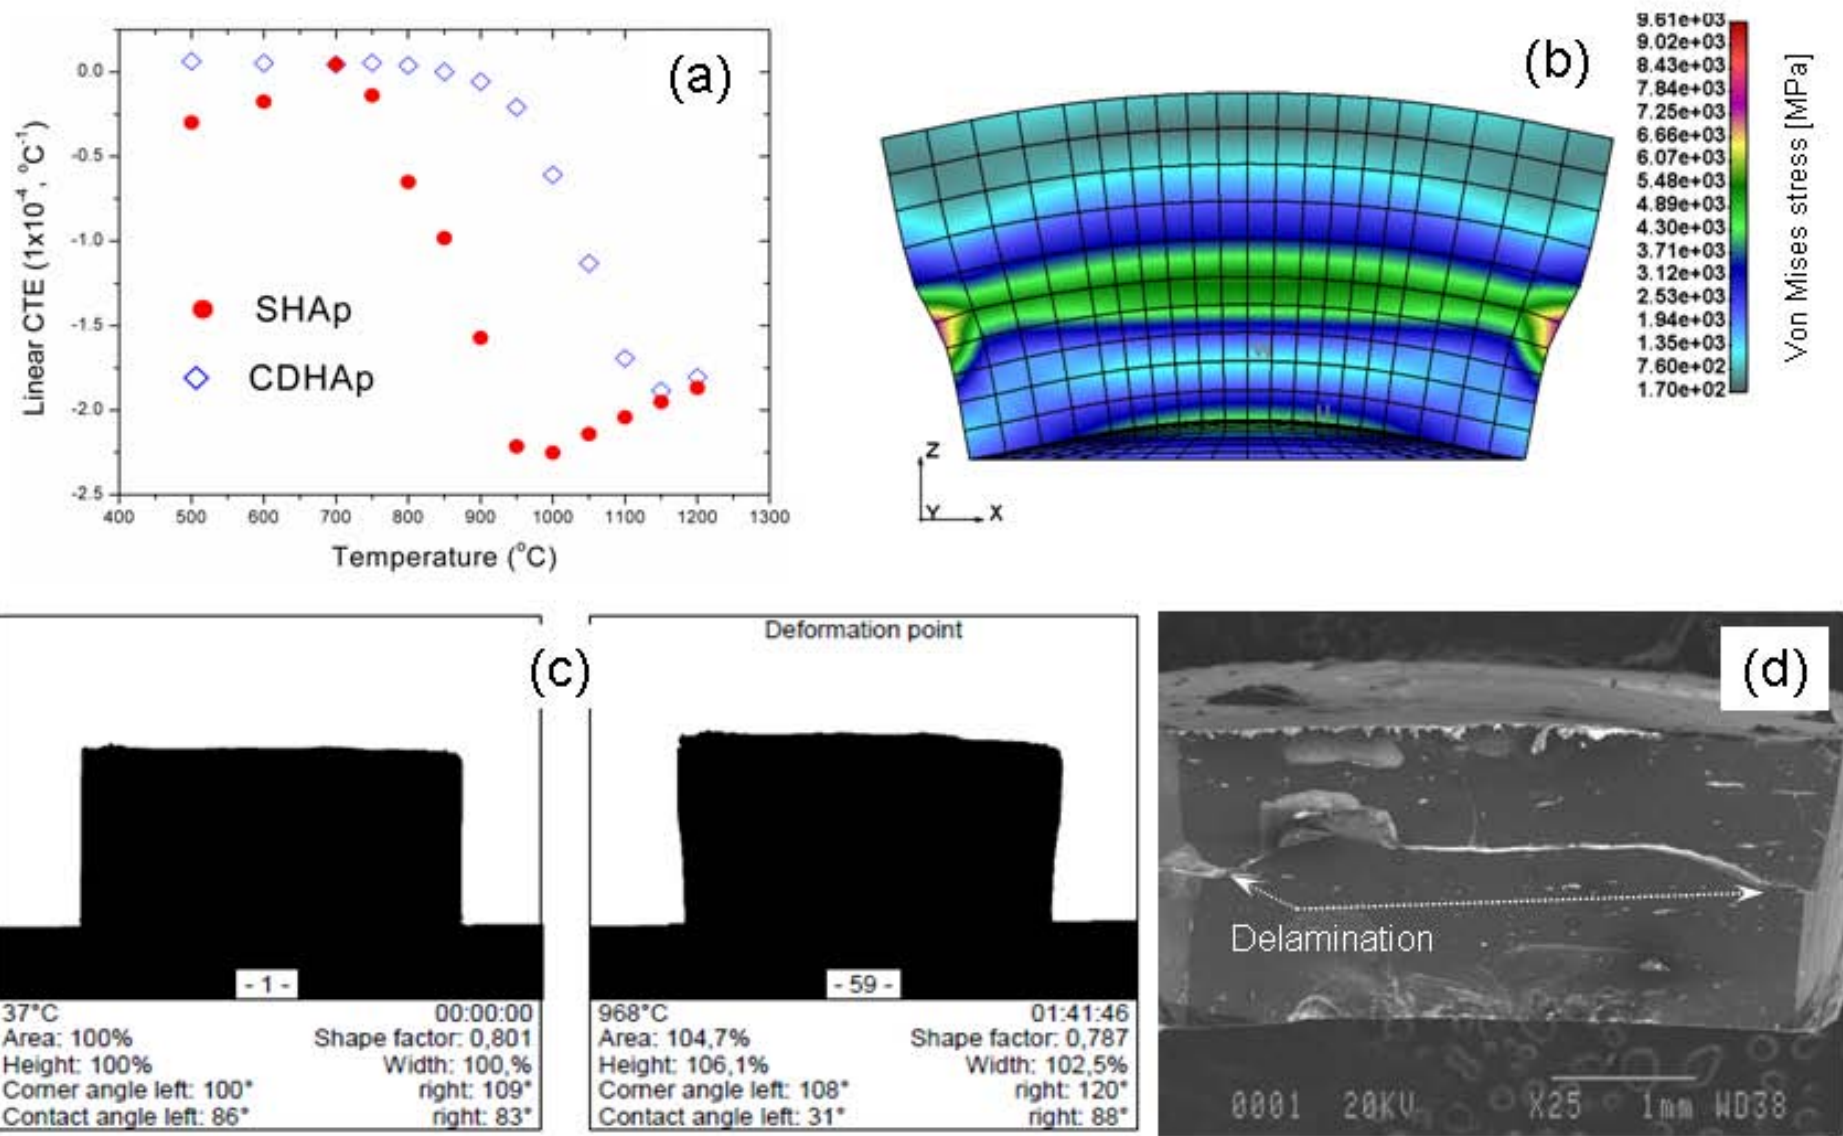 (a)
0.0
-0.5
-1.0
-1.5
-2.0
-2.5
400 500 600 700 800 900 1000 1100 1200 1300
Linear CTE (1x10⁻⁴, °C⁻¹)
Temperature (°C)
SHAp
CDHAp
(b)
9.61e+03
9.02e+03
8.43e+03
7.84e+03
7.25e+03
6.66e+03
6.07e+03
5.48e+03
4.89e+03
4.30e+03
3.71e+03
3.12e+03
2.53e+03
1.94e+03
1.35e+03
7.60e+02
1.70e+02
Von Mises stress [MPa]
Z
Y X
(c)
- 1 -
37°C 00:00:00
Area: 100% Shape factor: 0,801
Height: 100% Width: 100,%
Corner angle left: 100° right: 109°
Contact angle left: 86° right: 83°
Deformation point
- 59 -
968°C 01:41:46
Area: 104,7% Shape factor: 0,787
Height: 106,1% Width: 102,5%
Corner angle left: 108° right: 120°
Contact angle left: 31° right: 88°
(d)
Delamination
0001 20KV X25 1mm WD38